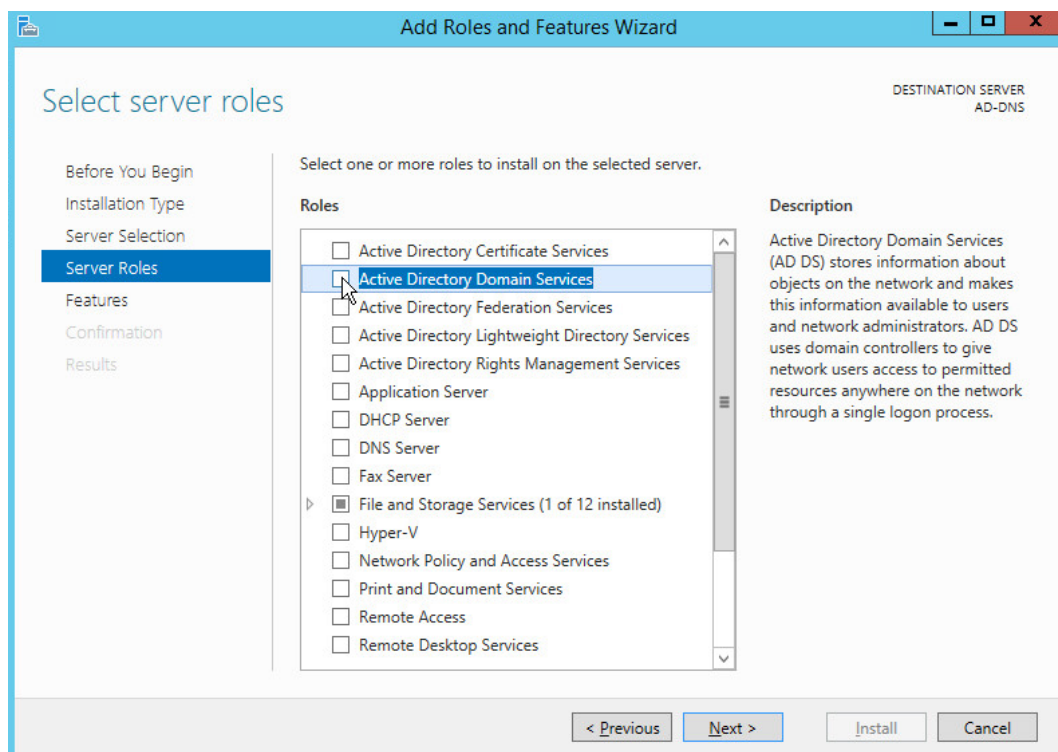 Add Roles and Features Wizard
Select server roles
DESTINATION SERVER
AD-DNS
Before You Begin
Installation Type
Server Selection
Server Roles
Features
Confirmation
Results
Select one or more roles to install on the selected server.
Roles
Active Directory Certificate Services
Active Directory Domain Services
Active Directory Federation Services
Active Directory Lightweight Directory Services
Active Directory Rights Management Services
Application Server
DHCP Server
DNS Server
Fax Server
File and Storage Services (1 of 12 installed)
Hyper-V
Network Policy and Access Services
Print and Document Services
Remote Access
Remote Desktop Services
Description
Active Directory Domain Services
(AD DS) stores information about
objects on the network and makes
this information available to users
and network administrators. AD DS
uses domain controllers to give
network users access to permitted
resources anywhere on the network
through a single logon process.
< Previous
Next >
Install
Cancel